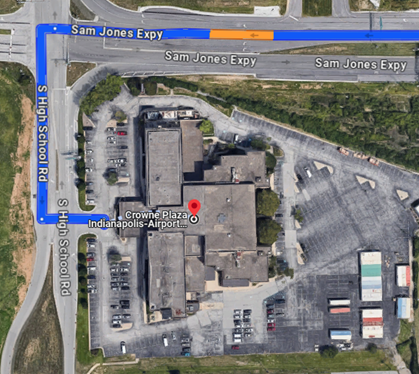 Sam Jones Expy
Sam Jones Expy
Sam Jones Expy
S High School Rd
S High School Rd
Crowne Plaza
Indianapolis-Airport...